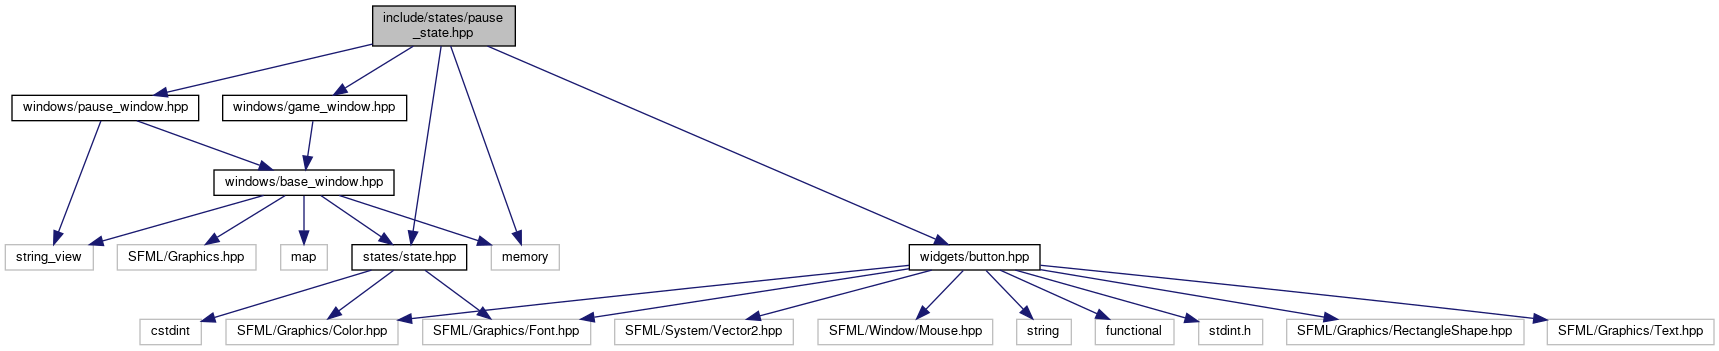 include/states/pause
_state.hpp
windows/pause_window.hpp
windows/game_window.hpp
windows/base_window.hpp
string_view
SFML/Graphics.hpp
map
states/state.hpp
memory
widgets/button.hpp
cstdint
SFML/Graphics/Color.hpp
SFML/Graphics/Font.hpp
SFML/System/Vector2.hpp
SFML/Window/Mouse.hpp
string
functional
stdint.h
SFML/Graphics/RectangleShape.hpp
SFML/Graphics/Text.hpp